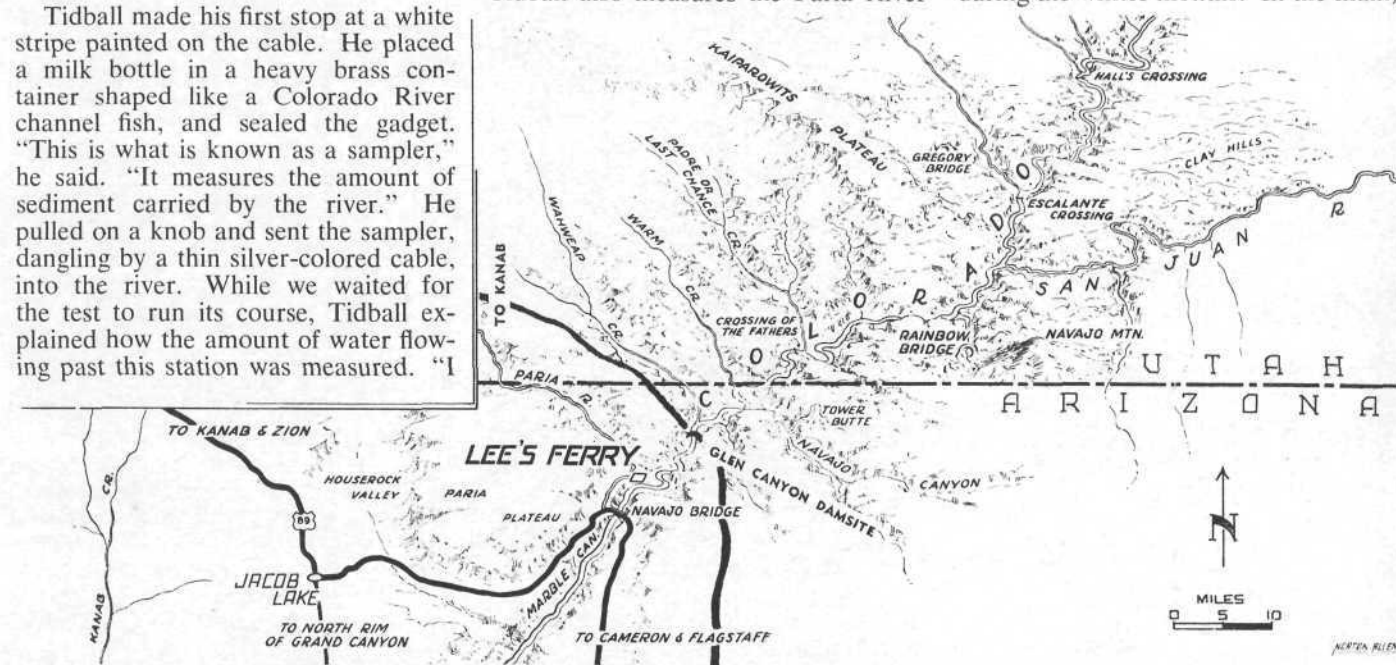 Tidball made his first stop at a white
stripe painted on the cable. He placed
a milk bottle in a heavy brass con-
tainer shaped like a Colorado River
channel fish, and sealed the gadget.
"This is what is known as a sampler,"
he said. "It measures the amount of
sediment carried by the river." He
pulled on a knob and sent the sampler,
dangling by a thin silver-colored cable,
into the river. While we waited for
the test to run its course, Tidball ex-
plained how the amount of water flow-
ing past this station was measured. "I
KAIPAROWITS
PLATEAU
HALL'S CROSSING
GREGORY
BRIDGE
CLAY HILLS
ESCALANTE
CROSSING
PADRE OR
LAST CHANCE
CR.
WAHWEAP
CR.
WARM
CR.
TO KANAB
CROSSING OF
THE FATHERS
COLORADO
R
SAN JUAN R
RAINBOW
BRIDGE
NAVAJO MTN.
UTAH
ARIZONA
PARIA
R.
TOWER
BUTTE
TO KANAB & ZION
LEE'S FERRY
GLEN CANYON DAMSITE
NAVAJO
CANYON
HOUSEROCK
VALLEY
PARIA
PLATEAU
NAVAJO BRIDGE
89
MARBLE CAN.
JACOB
LAKE
KANAB
CR.
TO NORTH RIM
OF GRAND CANYON
TO CAMERON & FLAGSTAFF
N
MILES
0 5 10